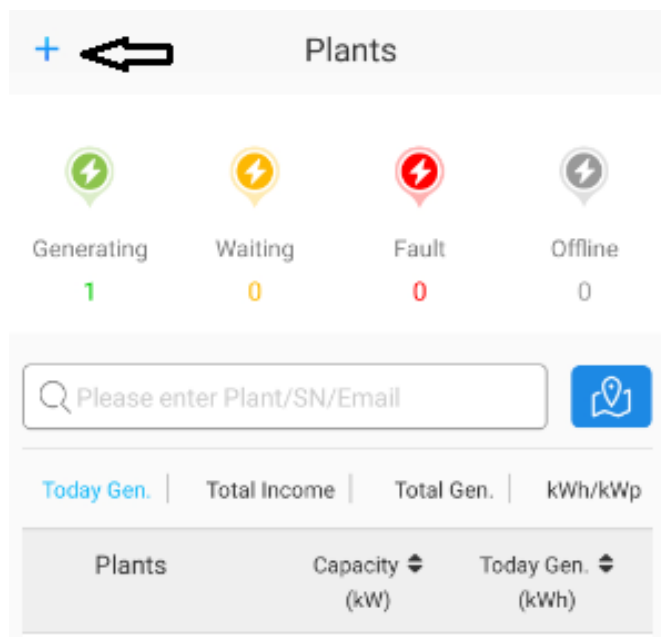 + Plants
Generating Waiting Fault Offline
1 0 0 0
Please enter Plant/SN/Email
Today Gen. Total Income Total Gen. kWh/kWp
Plants Capacity Today Gen.
(kW) (kWh)